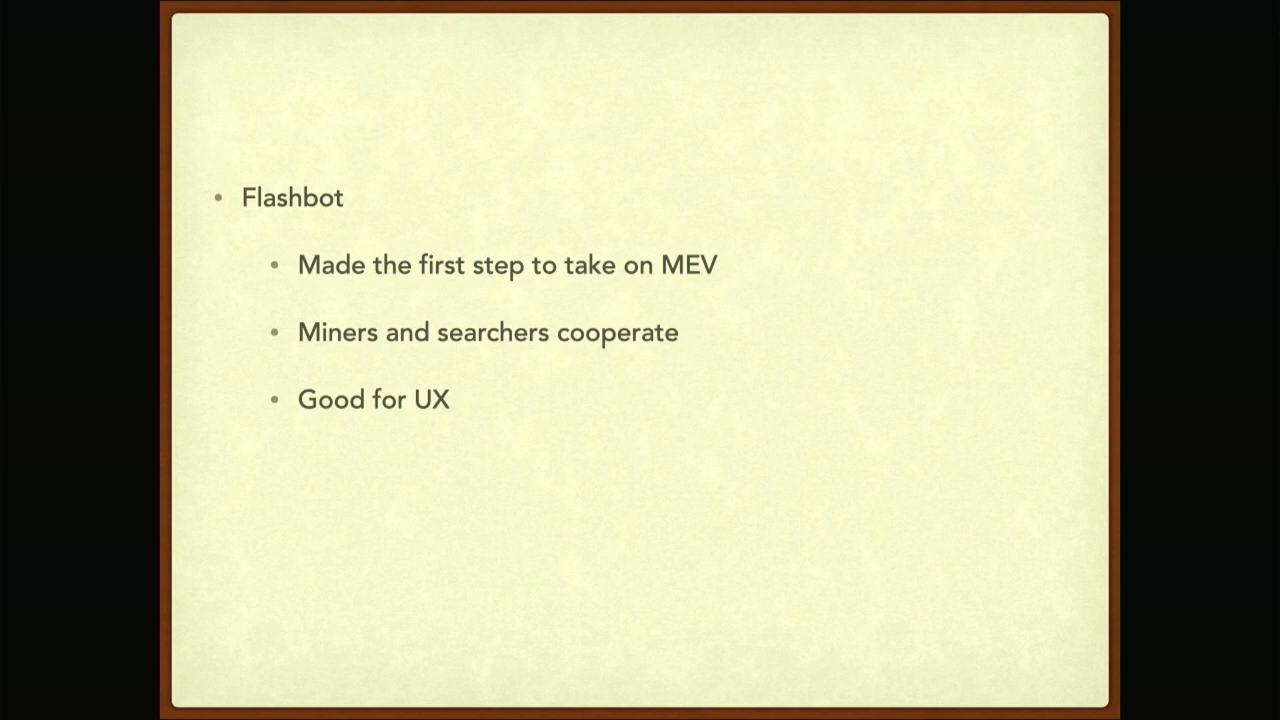 • Flashbot
• Made the first step to take on MEV
• Miners and searchers cooperate
• Good for UX